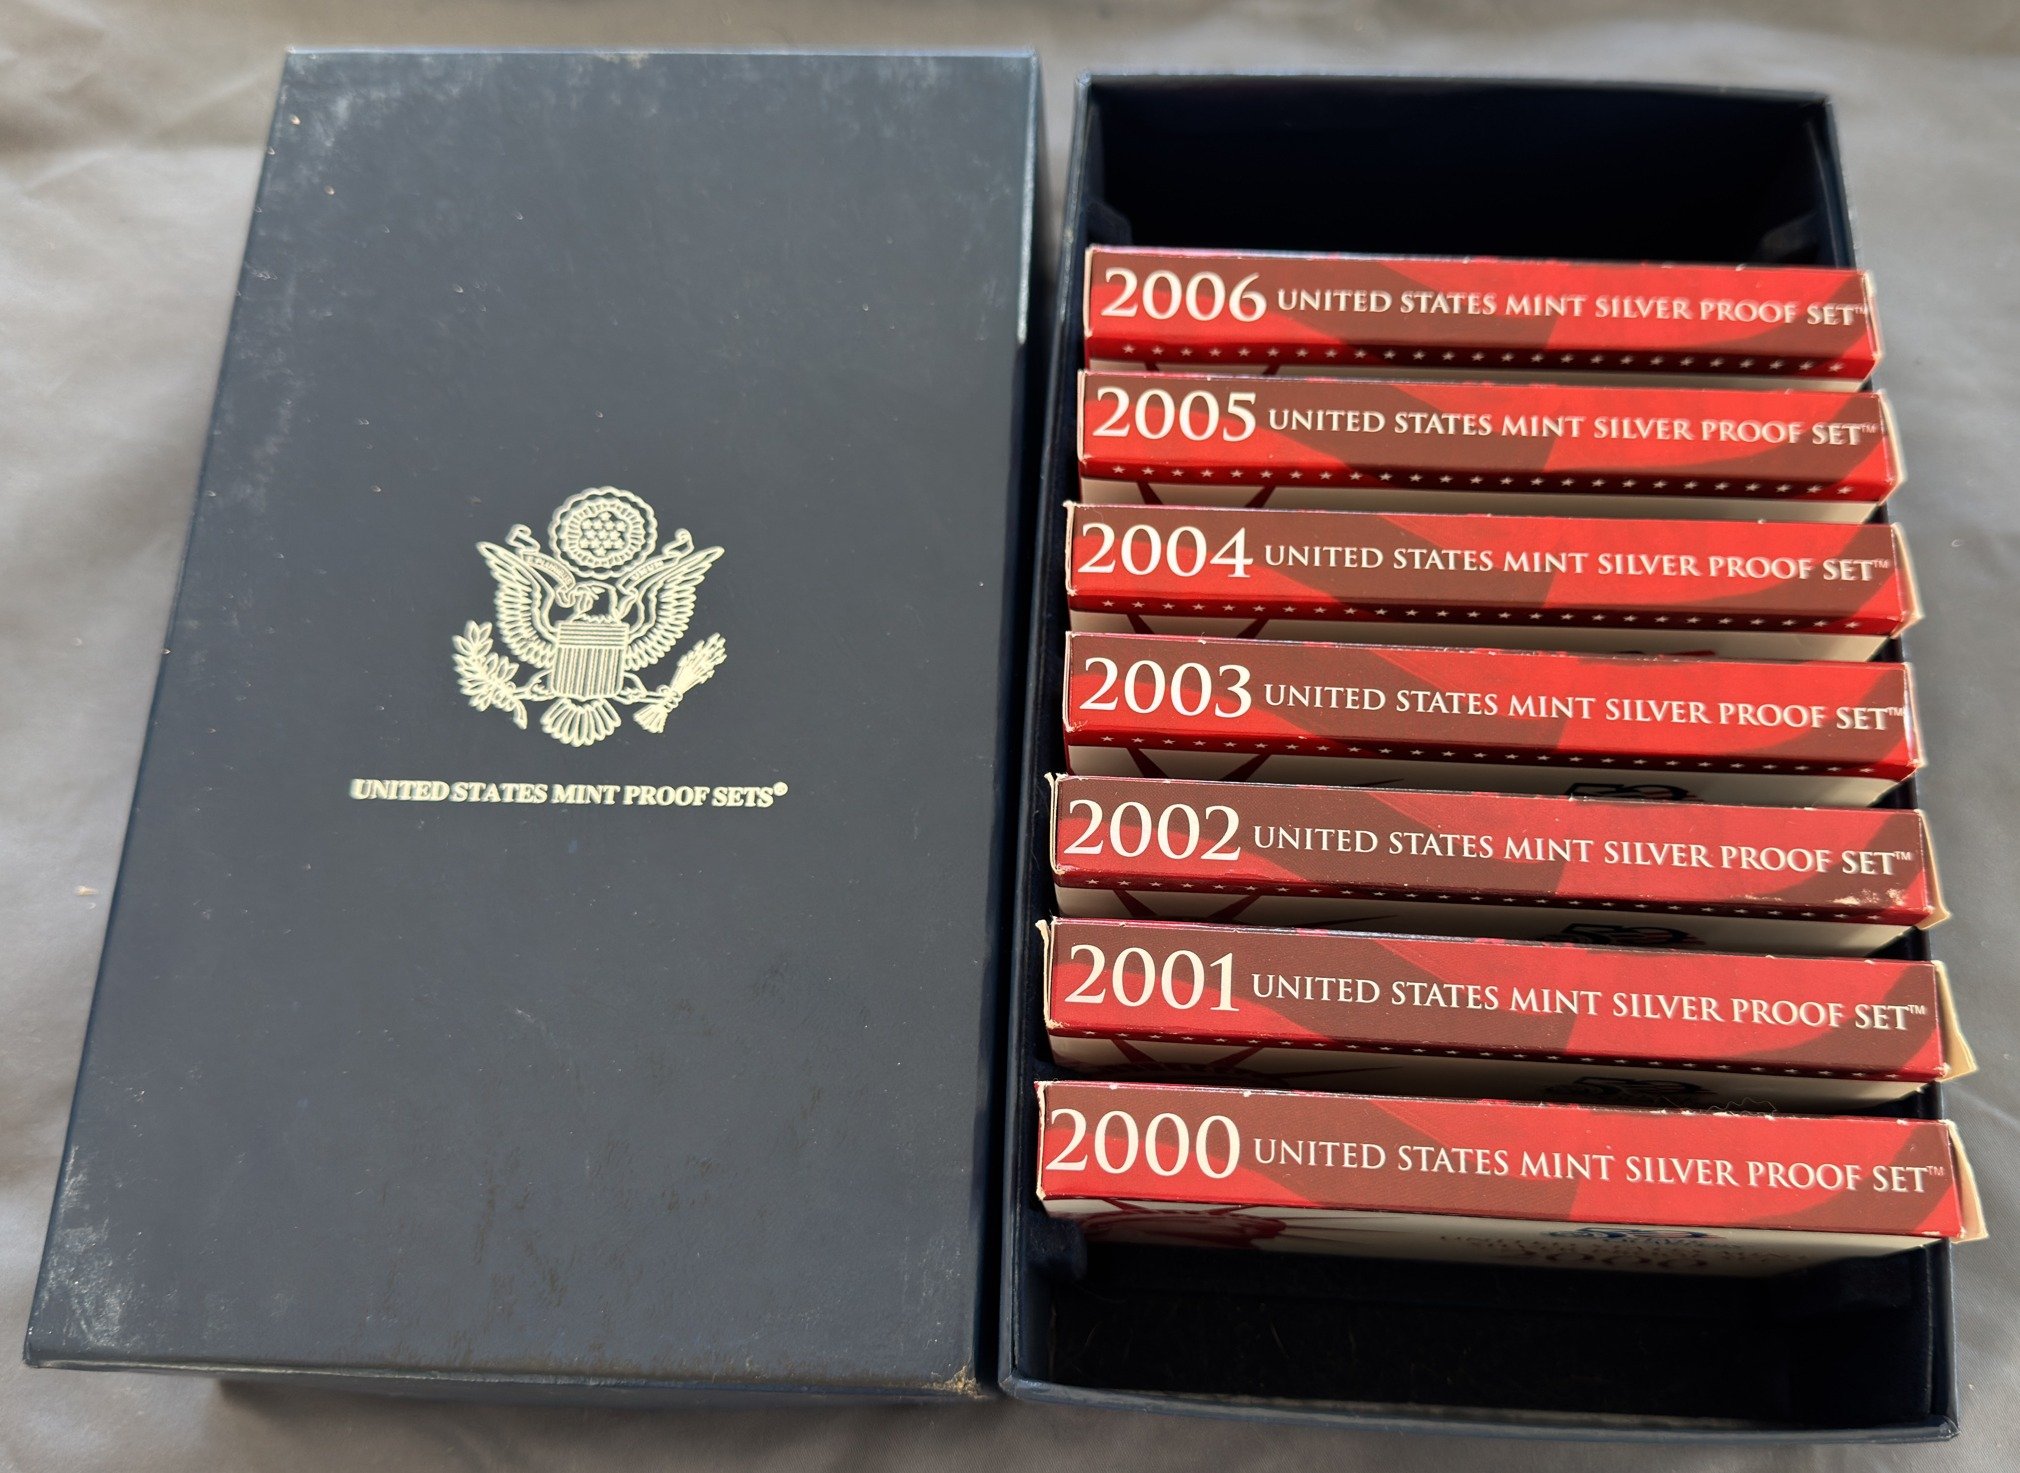 UNITED STATES MINT PROOF SETS®
2006 UNITED STATES MINT SILVER PROOF SET™
2005 UNITED STATES MINT SILVER PROOF SET™
2004 UNITED STATES MINT SILVER PROOF SET™
2003 UNITED STATES MINT SILVER PROOF SET™
2002 UNITED STATES MINT SILVER PROOF SET™
2001 UNITED STATES MINT SILVER PROOF SET™
2000 UNITED STATES MINT SILVER PROOF SET™